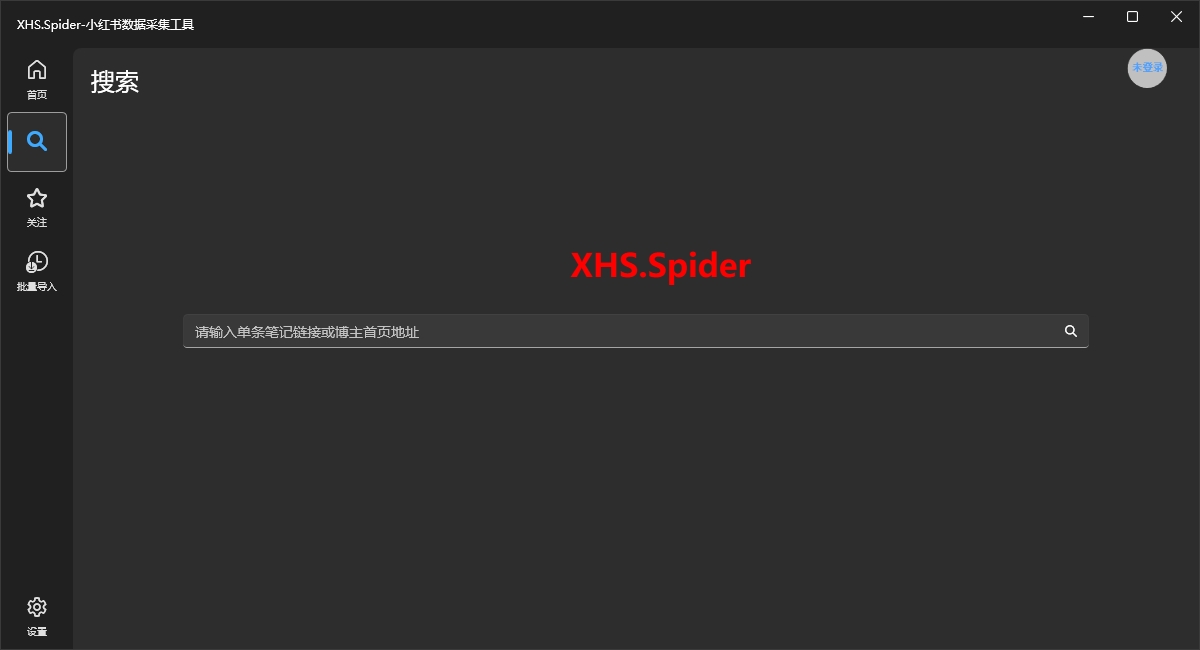 XHS.Spider-小红书数据采集工具
首页
关注
批量导入
设置
搜索
未登录
XHS.Spider
请输入单条笔记链接或博主首页地址